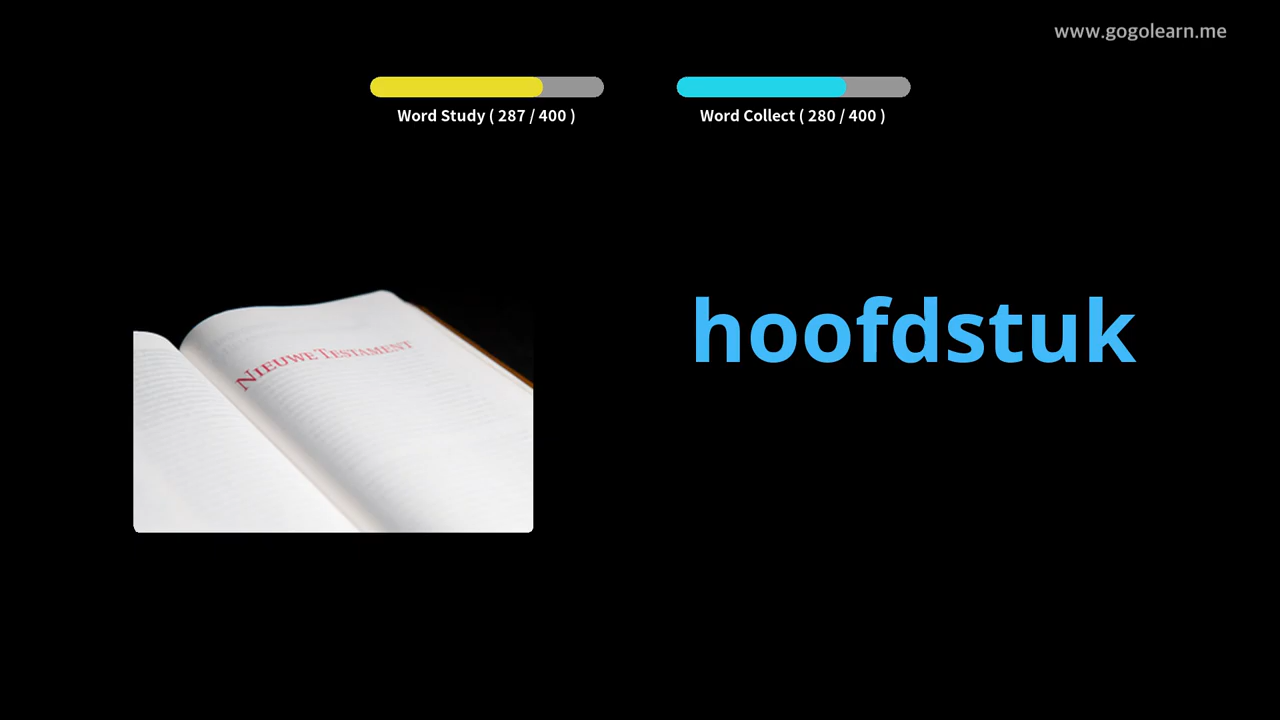 www.gogolearn.me
Word Study ( 287 / 400 )
Word Collect ( 280 / 400 )
NIEUWE TESTAMENT
hoofdstuk